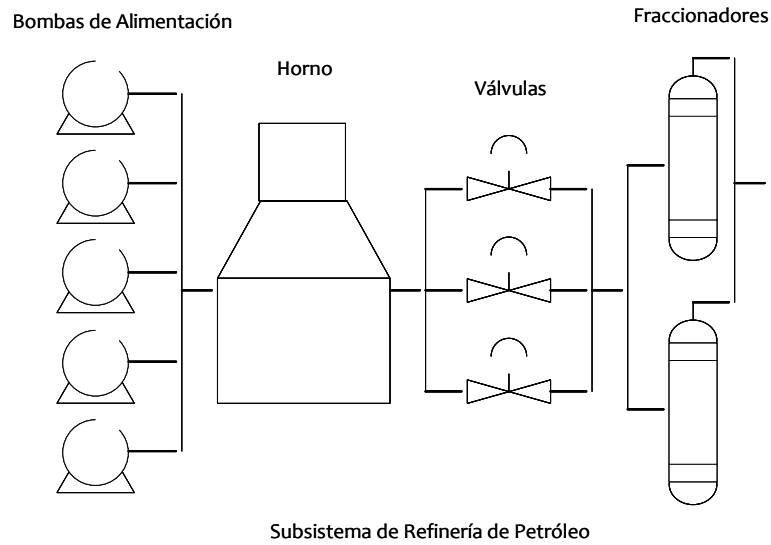 Bombas de Alimentación
Fraccionadores
Horno
Válvulas
Subsistema de Refinería de Petróleo